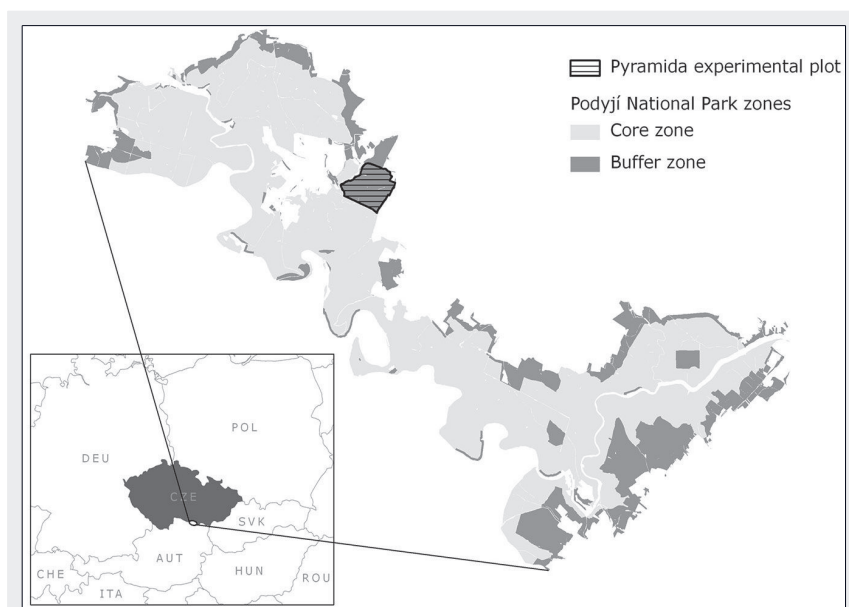 Pyramida experimental plot
Podyjí National Park zones
Core zone
Buffer zone
POL
DEU
CZE
SVK
AUT
CHE
HUN
ROU
ITA